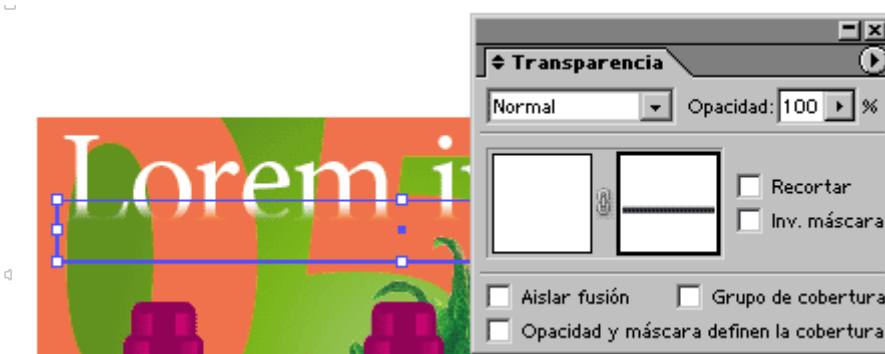 Transparencia
Normal
Opacidad: 100 %
Lorem i
Recortar
Inv. máscara
Aislar fusión
Grupo de cobertura
Opacidad y máscara definen la cobertura